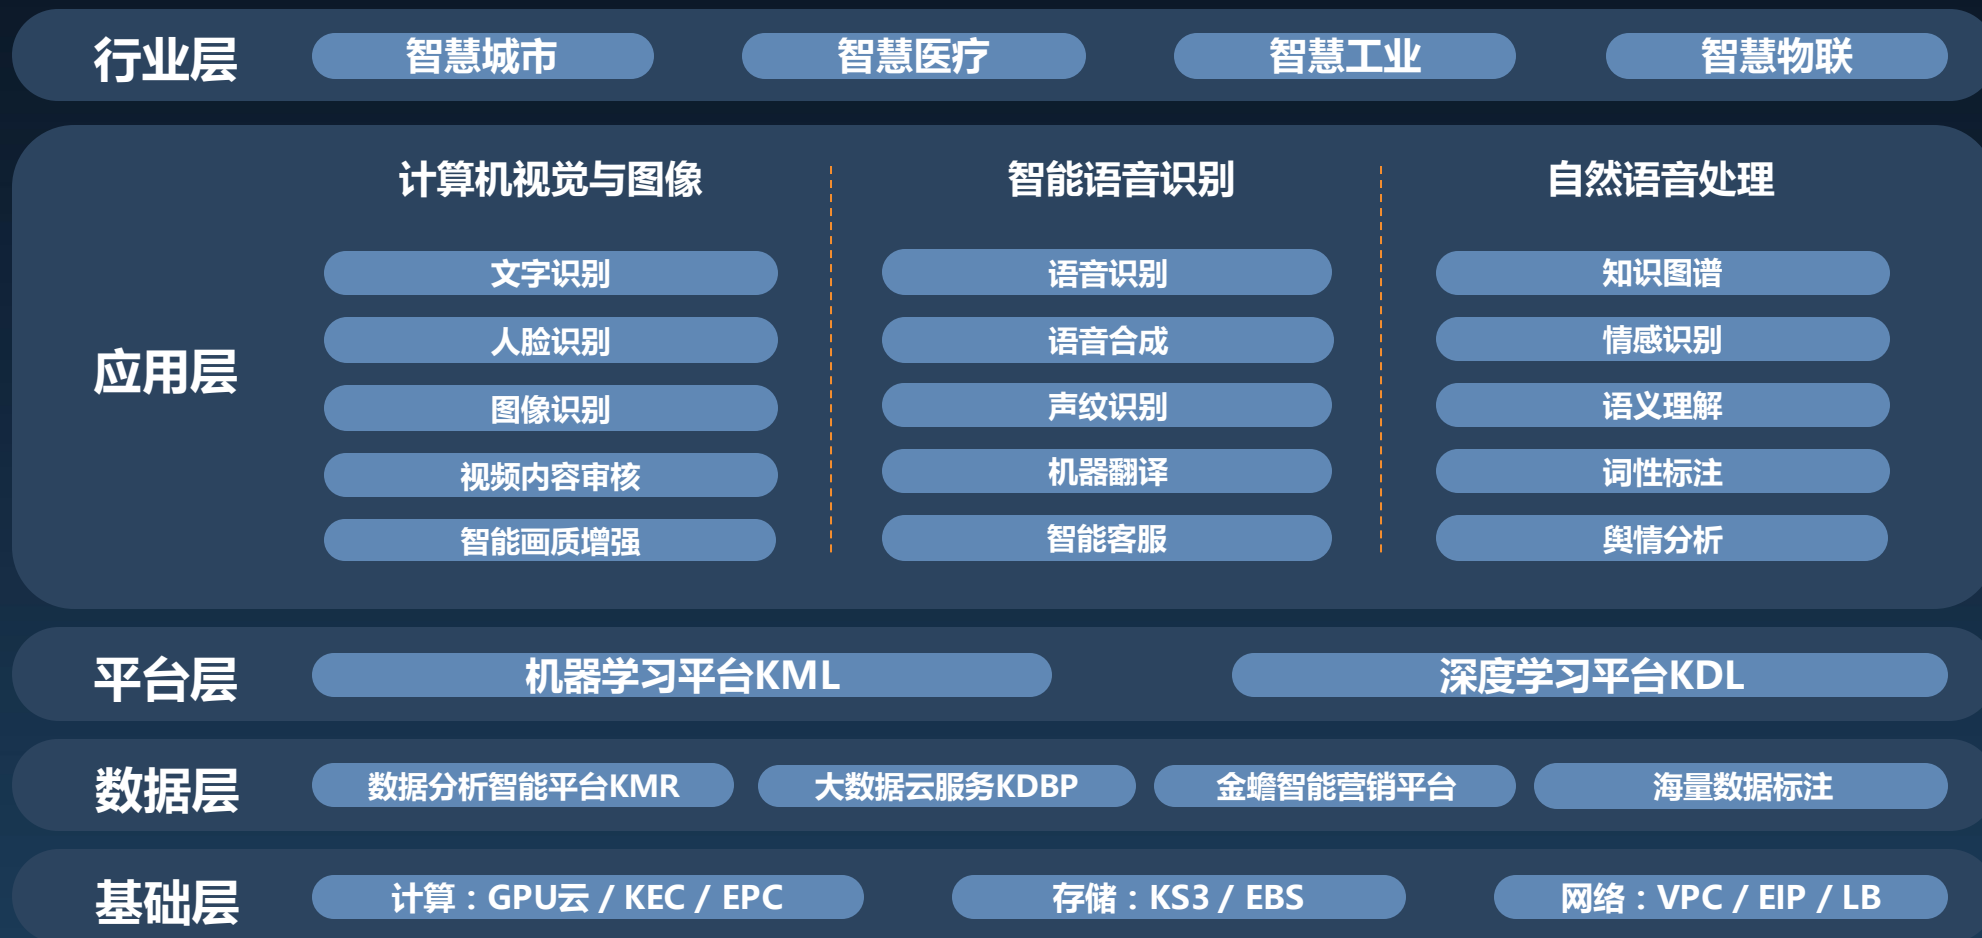 行业层
智慧城市
智慧医疗
智慧工业
智慧物联
应用层
计算机视觉与图像
文字识别
人脸识别
图像识别
视频内容审核
智能画质增强
智能语音识别
语音识别
语音合成
声纹识别
机器翻译
智能客服
自然语音处理
知识图谱
情感识别
语义理解
词性标注
舆情分析
平台层
机器学习平台KML
深度学习平台KDL
数据层
数据分析智能平台KMR
大数据云服务KDBP
金蟾智能营销平台
海量数据标注
基础层
计算：GPU云 / KEC / EPC
存储：KS3 / EBS
网络：VPC / EIP / LB